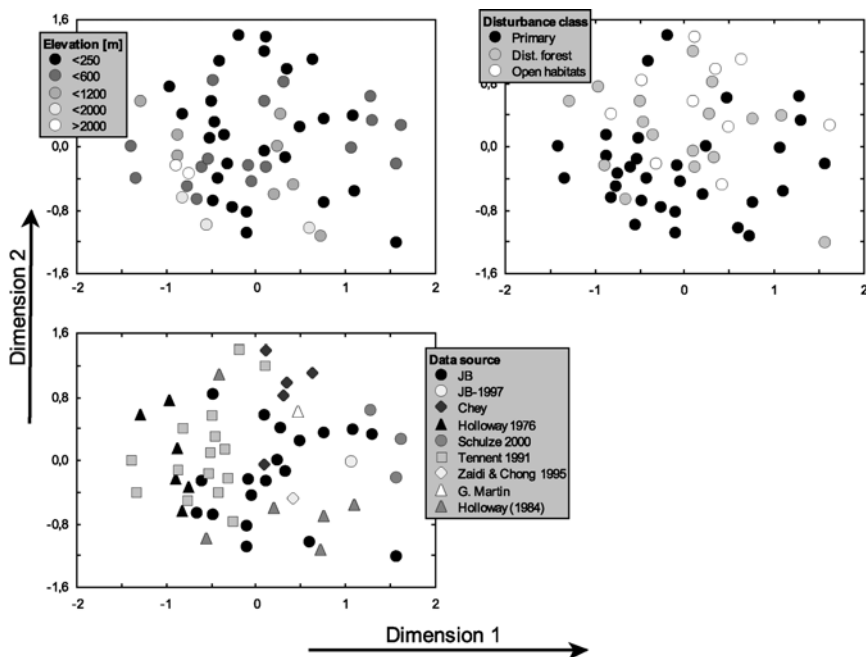 1,6
0,8
0,0
-0,8
-1,6
-2
-1
0
1
2
Elevation [m]
<250
<600
<1200
<2000
>2000
1,6
0,8
0,0
-0,8
-1,6
-2
-1
0
1
2
Disturbance class
Primary
Dist. forest
Open habitats
1,6
0,8
0,0
-0,8
-1,6
-2
-1
0
1
2
Data source
JB
JB-1997
Chey
Holloway 1976
Schulze 2000
Tennent 1991
Zaidi & Chong 1995
G. Martin
Holloway (1984)
Dimension 2
Dimension 1